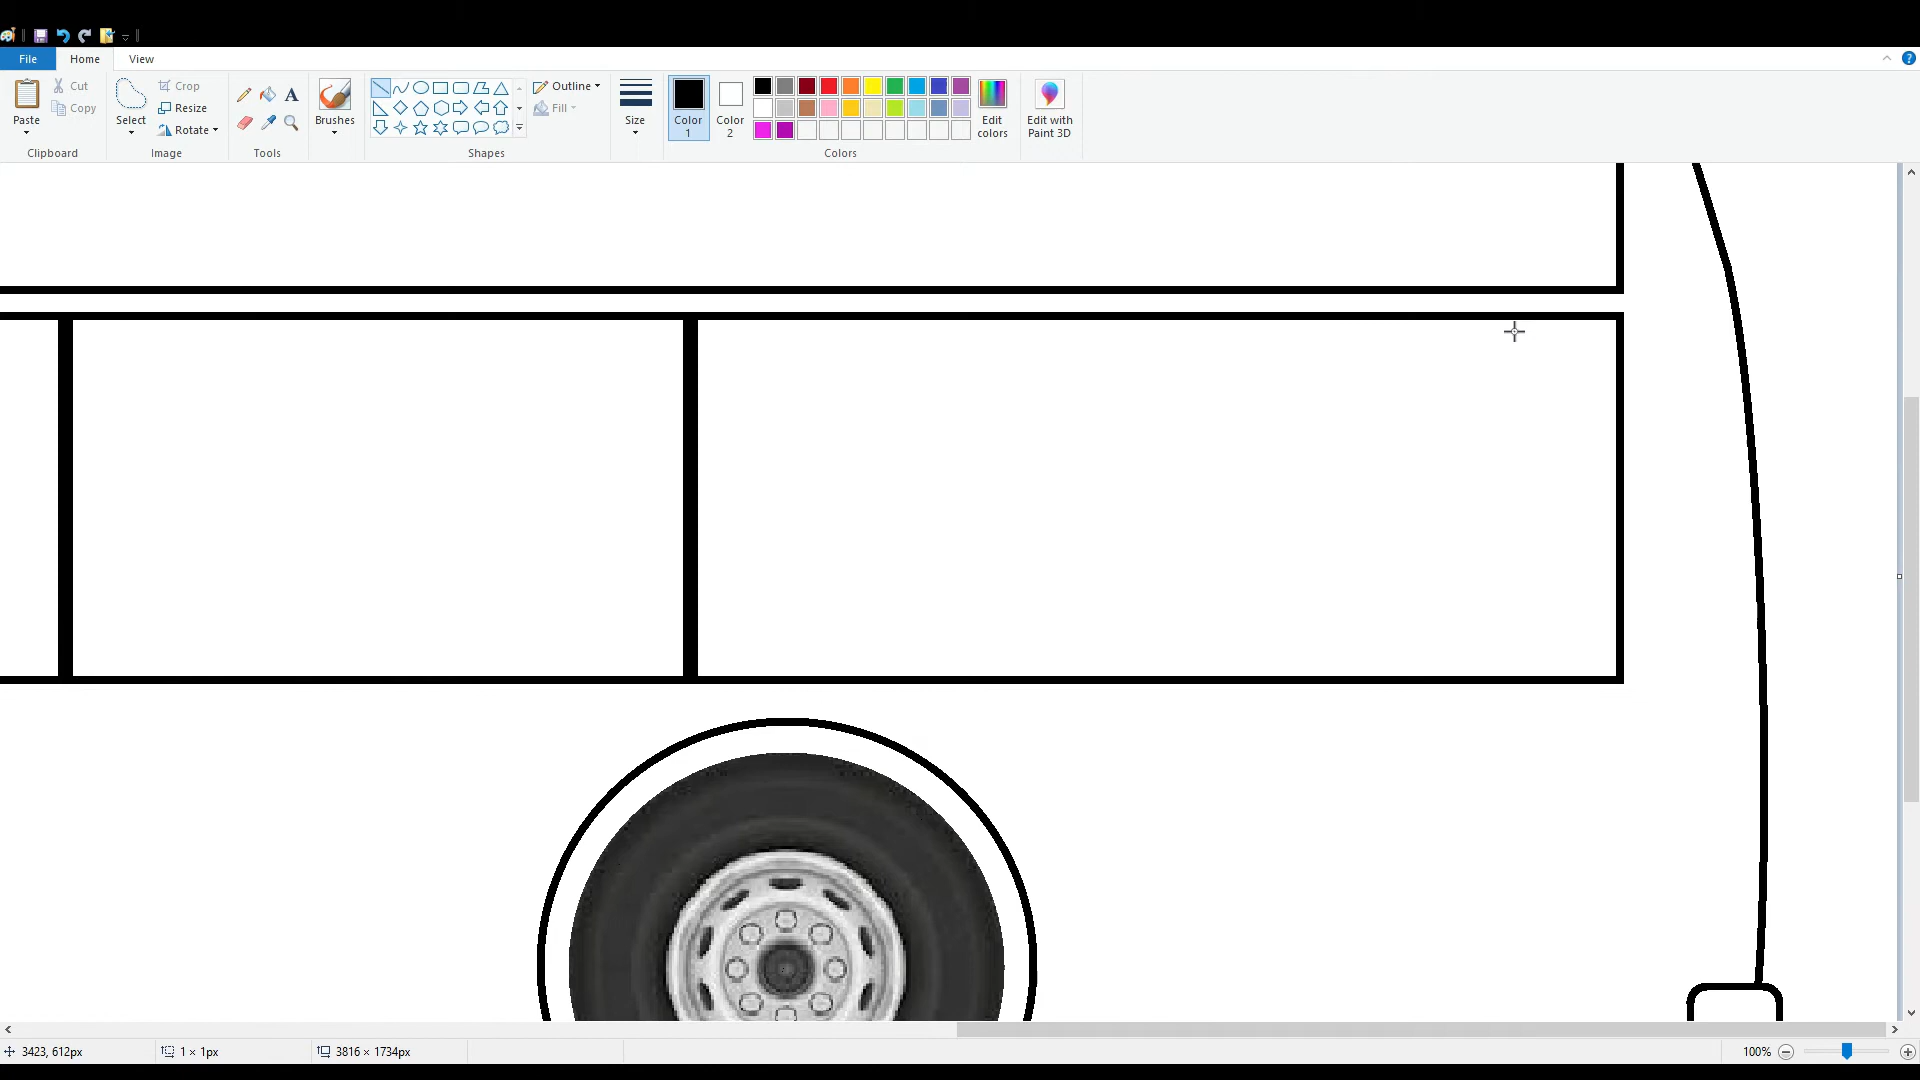 File Home View
Paste Cut Copy Clipboard
Select Crop Resize Rotate Image
A Tools
Brushes
Shapes Outline Fill
Size
Color 1 Color 2 Colors Edit colors
Edit with Paint 3D
3423, 612px 1 × 1px 3816 × 1734px 100%